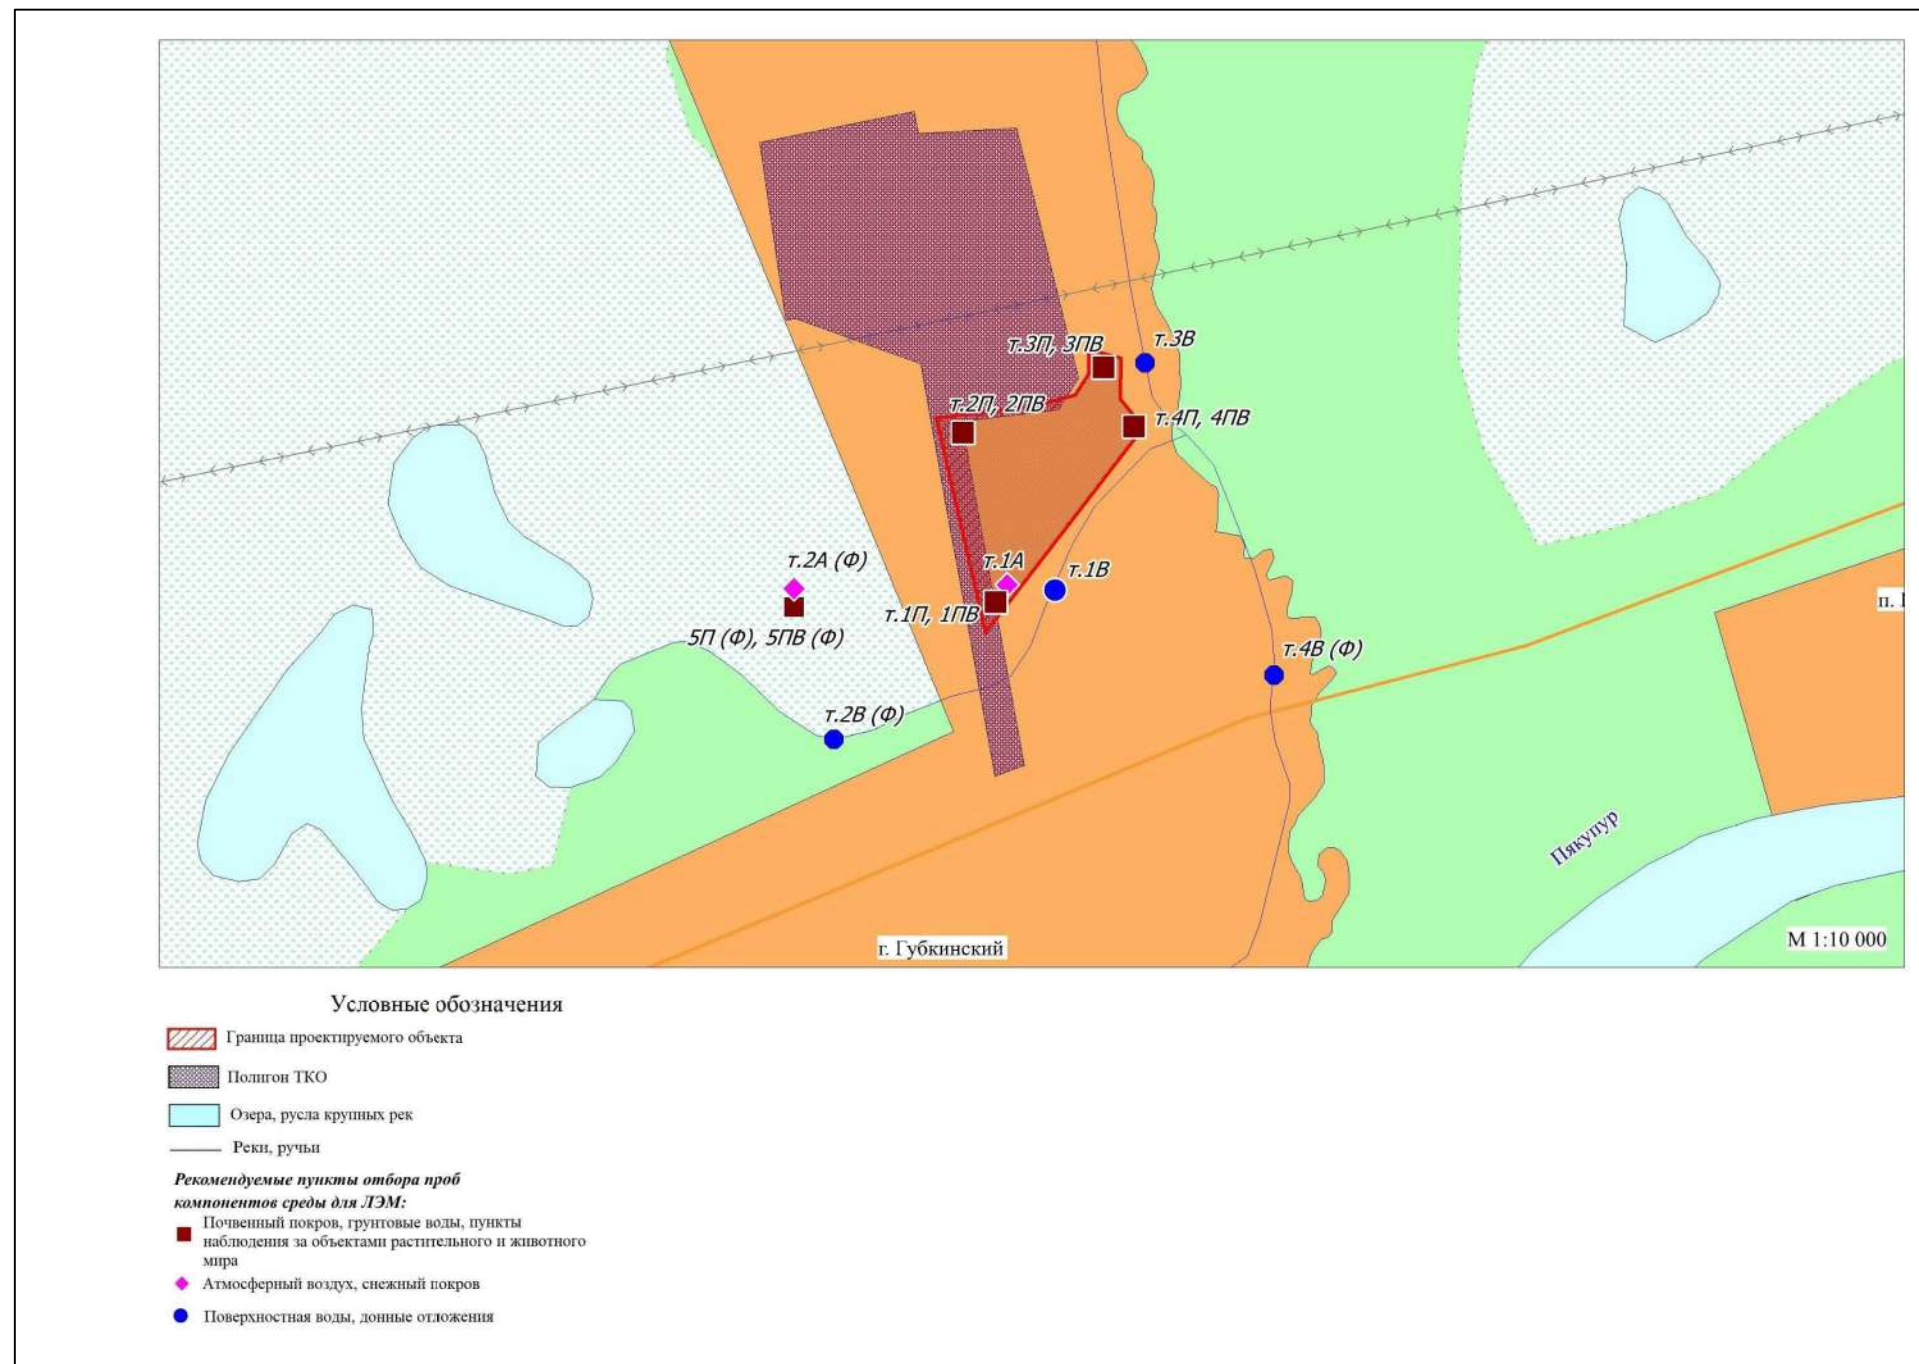 т.3П, 3ПВ
т.3В
т.2П, 2ПВ
т.4П, 4ПВ
т.2А (Ф)
т.1А
т.1В
т.1П, 1ПВ
5П (Ф), 5ПВ (Ф)
т.4В (Ф)
т.2В (Ф)
п.
Пякупур
г. Губкинский
М 1:10 000
Условные обозначения
Граница проектируемого объекта
Полигон ТКО
Озера, русла крупных рек
Реки, ручьи
Рекомендуемые пункты отбора проб
компонентов среды для ЛЭМ:
Почвенный покров, грунтовые воды, пункты
наблюдения за объектами растительного и животного
мира
Атмосферный воздух, снежный покров
Поверхностная воды, донные отложения